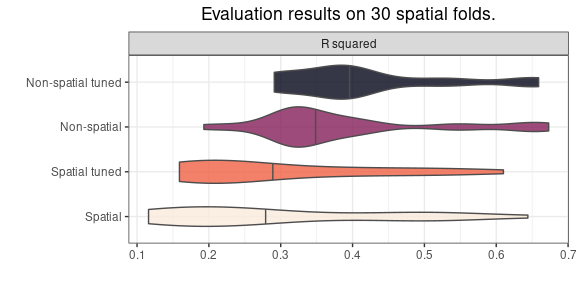 Evaluation results on 30 spatial folds.
R squared
Non-spatial tuned
Non-spatial
Spatial tuned
Spatial
0.1 0.2 0.3 0.4 0.5 0.6 0.7